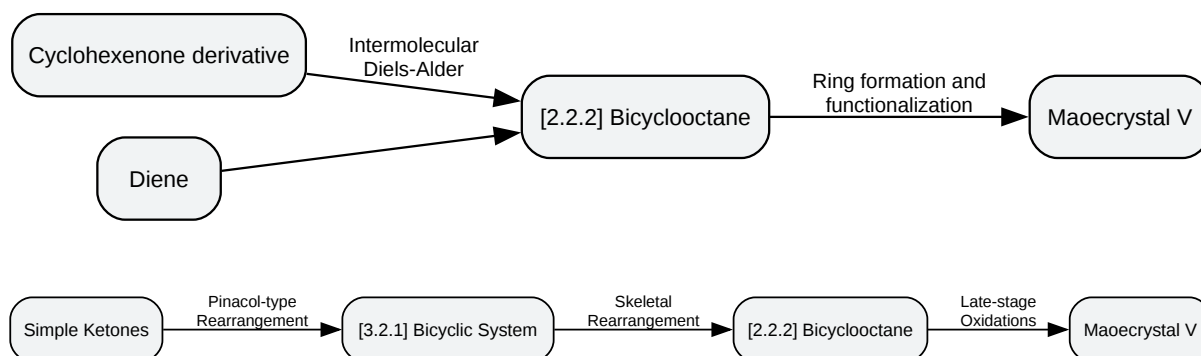 Cyclohexenone derivative
Intermolecular
Diels-Alder
Diene
[2.2.2] Bicyclooctane
Ring formation and
functionalization
Maoecrystal V
Simple Ketones
Pinacol-type
Rearrangement
[3.2.1] Bicyclic System
Skeletal
Rearrangement
[2.2.2] Bicyclooctane
Late-stage
Oxidations
Maoecrystal V